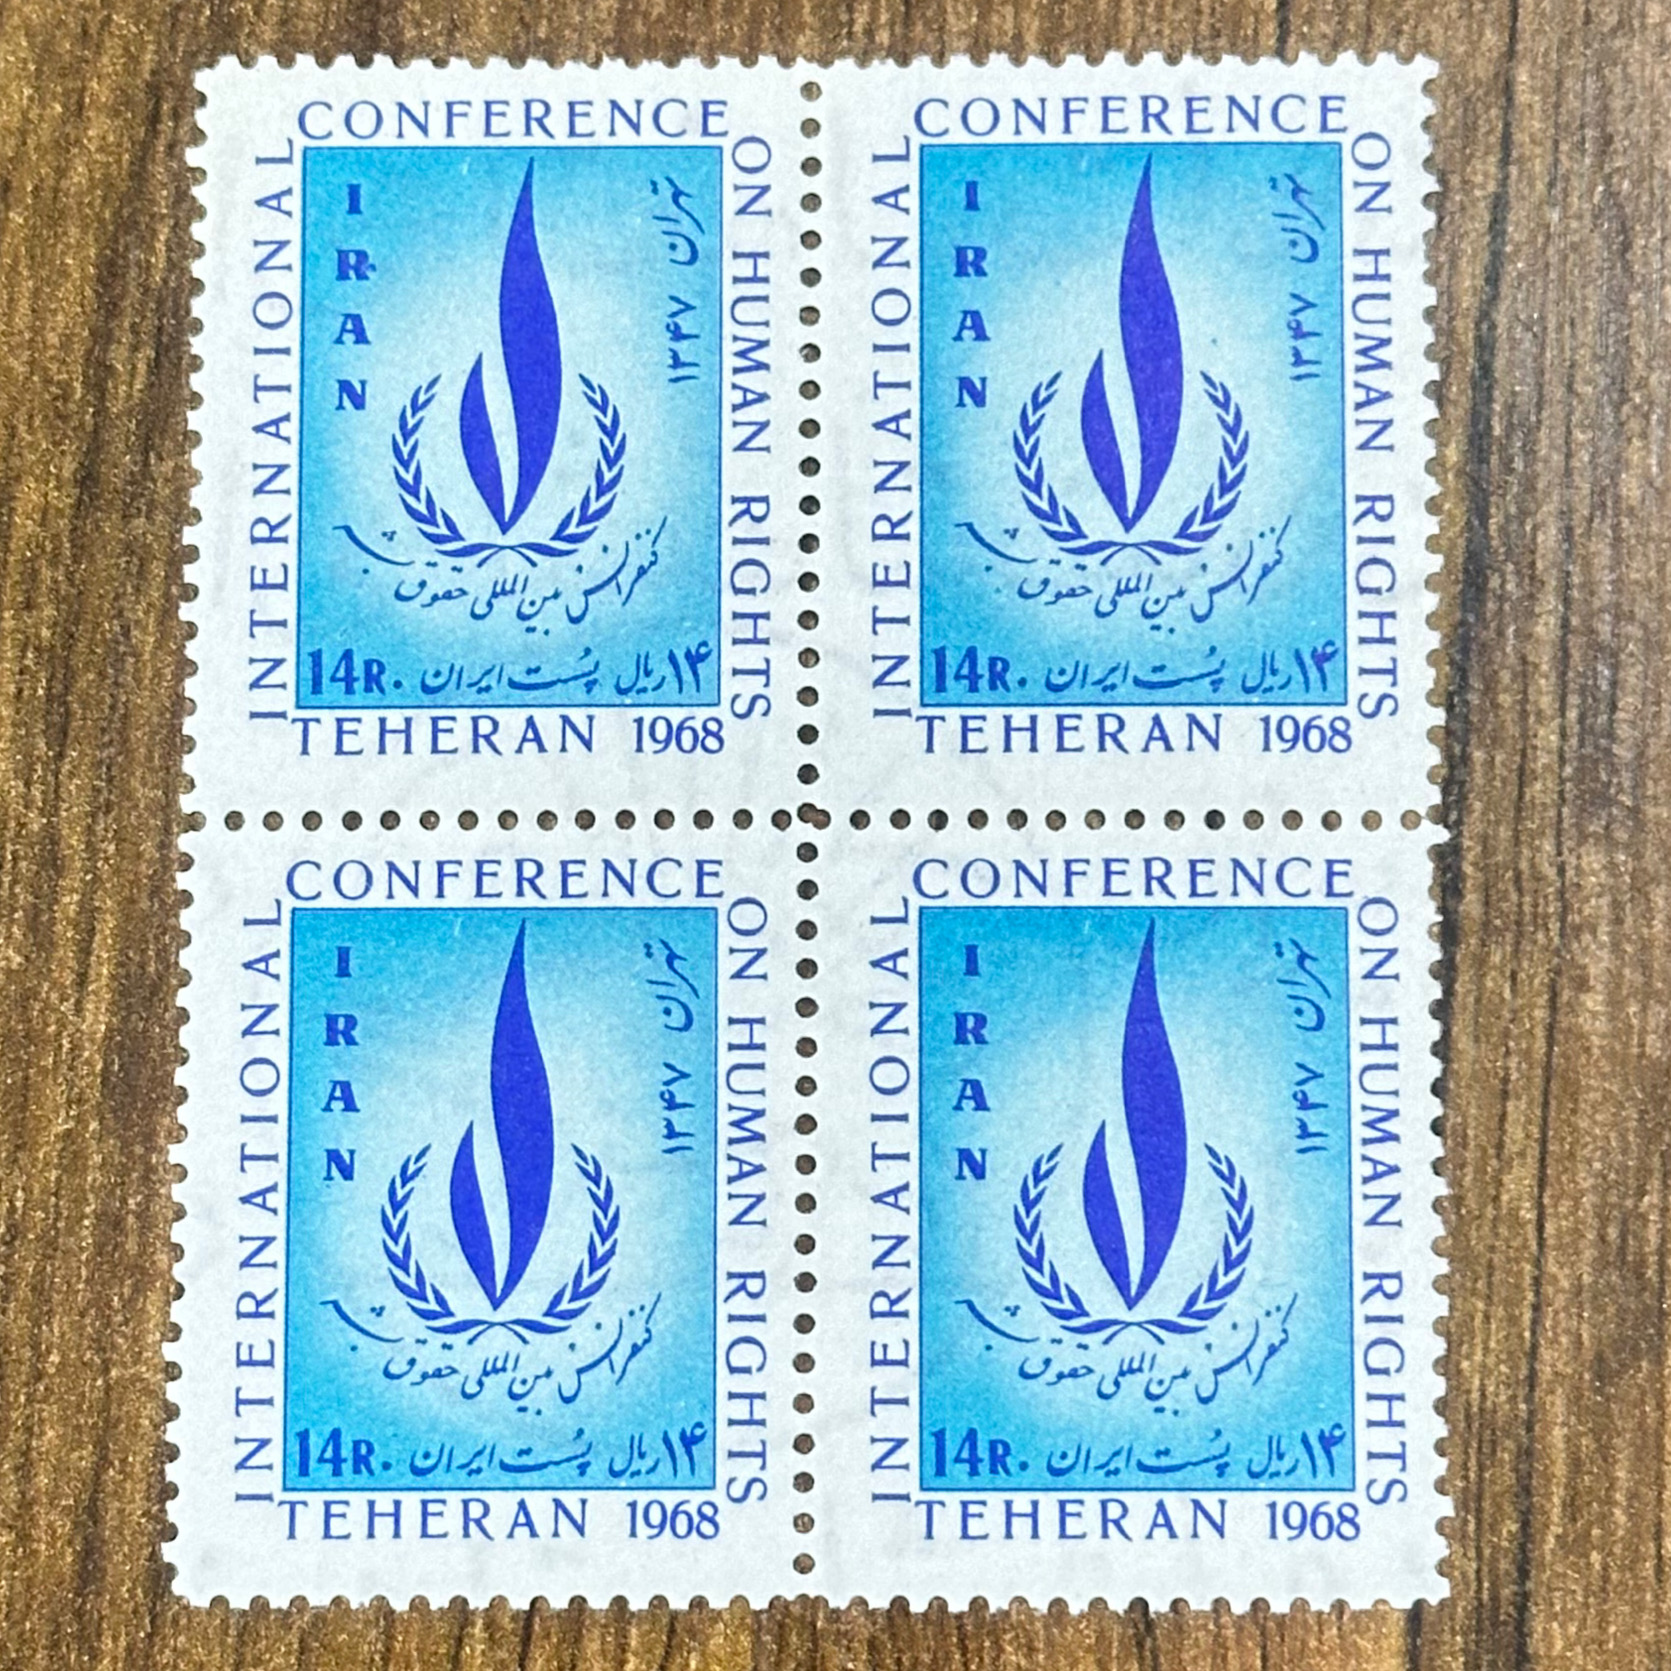 INTERNATIONAL CONFERENCE ON HUMAN RIGHTS
IRAN
تهران ۱۳۴۷
کنفرانس بین المللی حقوق بشر
14R. پُست ایران ۱۴ ریال
TEHERAN 1968
INTERNATIONAL CONFERENCE ON HUMAN RIGHTS
IRAN
تهران ۱۳۴۷
کنفرانس بین المللی حقوق بشر
14R. پُست ایران ۱۴ ریال
TEHERAN 1968
INTERNATIONAL CONFERENCE ON HUMAN RIGHTS
IRAN
تهران ۱۳۴۷
کنفرانس بین المللی حقوق بشر
14R. پُست ایران ۱۴ ریال
TEHERAN 1968
INTERNATIONAL CONFERENCE ON HUMAN RIGHTS
IRAN
تهران ۱۳۴۷
کنفرانس بین المللی حقوق بشر
14R. پُست ایران ۱۴ ریال
TEHERAN 1968